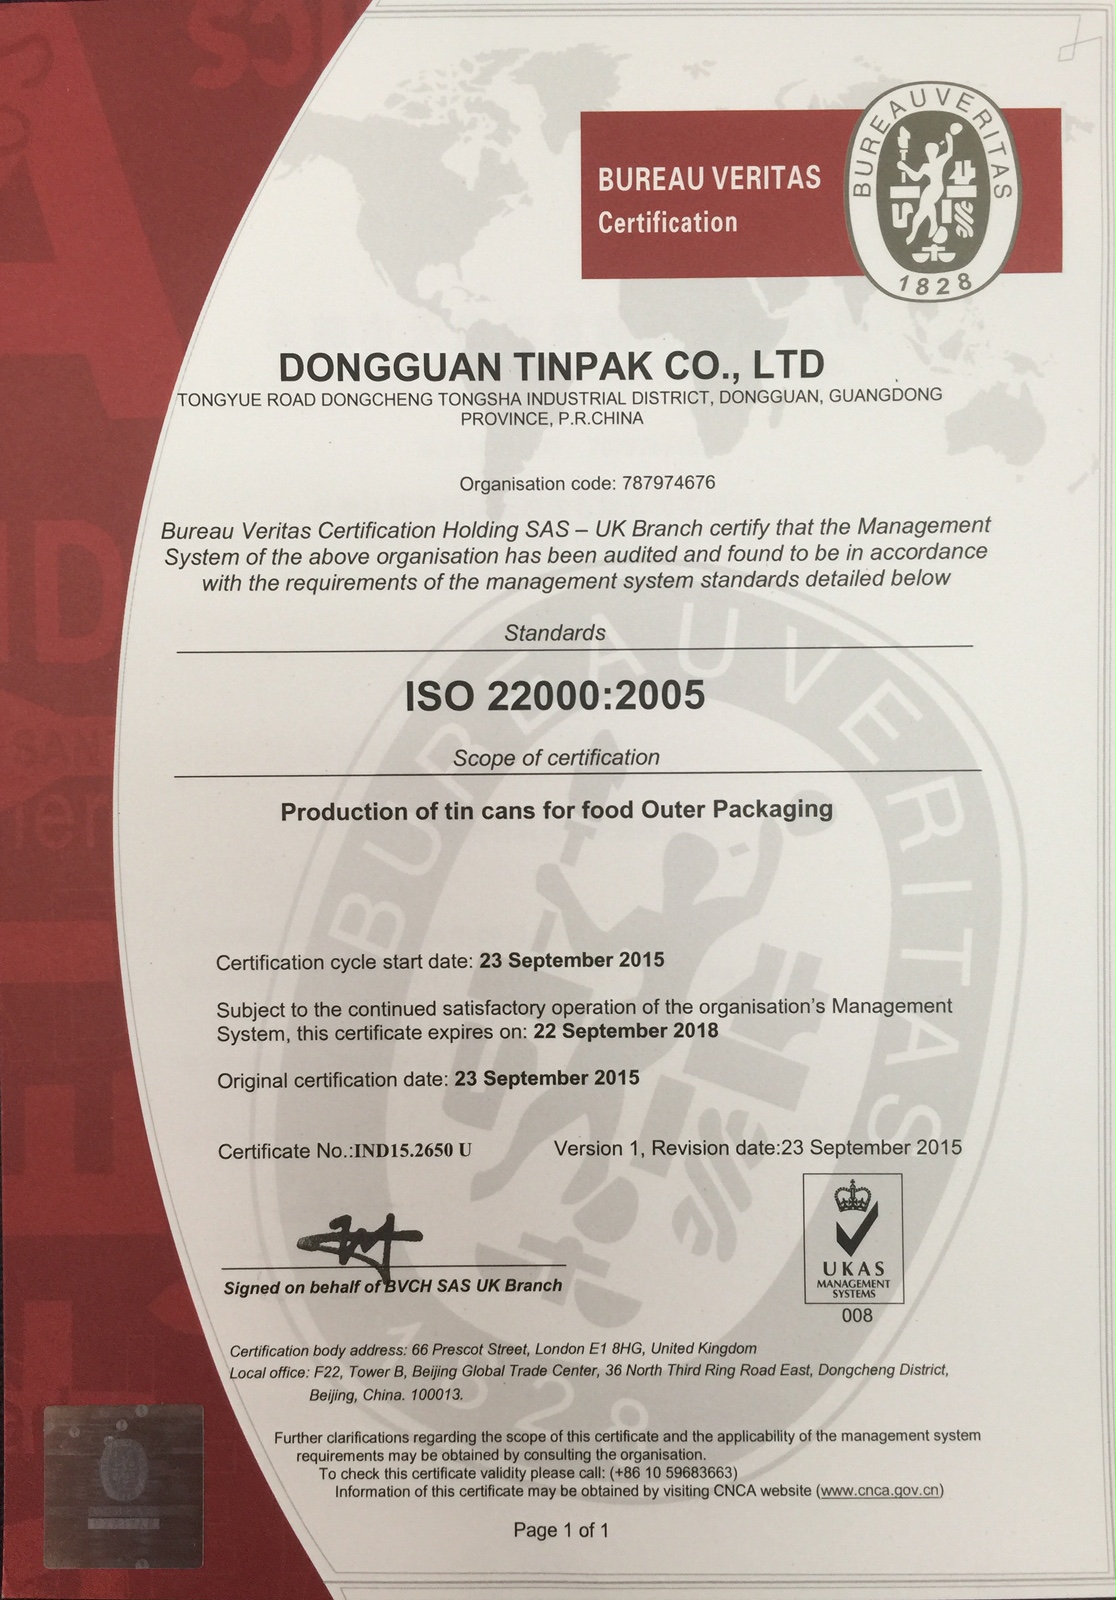 BUREAU VERITAS
Certification
BUREAU VERITAS
1828
DONGGUAN TINPAK CO., LTD
TONGYUE ROAD DONGCHENG TONGSHA INDUSTRIAL DISTRICT, DONGGUAN, GUANGDONG
PROVINCE, P.R.CHINA
Organisation code: 787974676
Bureau Veritas Certification Holding SAS – UK Branch certify that the Management
System of the above organisation has been audited and found to be in accordance
with the requirements of the management system standards detailed below
Standards
ISO 22000:2005
Scope of certification
Production of tin cans for food Outer Packaging
BUREAU VERITAS
Certification cycle start date: 23 September 2015
Subject to the continued satisfactory operation of the organisation's Management
System, this certificate expires on: 22 September 2018
Original certification date: 23 September 2015
Certificate No.:IND15.2650 U Version 1, Revision date:23 September 2015
UKAS
MANAGEMENT
SYSTEMS
008
Signed on behalf of BVCH SAS UK Branch
Certification body address: 66 Prescot Street, London E1 8HG, United Kingdom
Local office: F22, Tower B, Beijing Global Trade Center, 36 North Third Ring Road East, Dongcheng District,
Beijing, China. 100013.
Further clarifications regarding the scope of this certificate and the applicability of the management system
requirements may be obtained by consulting the organisation.
To check this certificate validity please call: (+86 10 59683663)
Information of this certificate may be obtained by visiting CNCA website (www.cnca.gov.cn)
Page 1 of 1